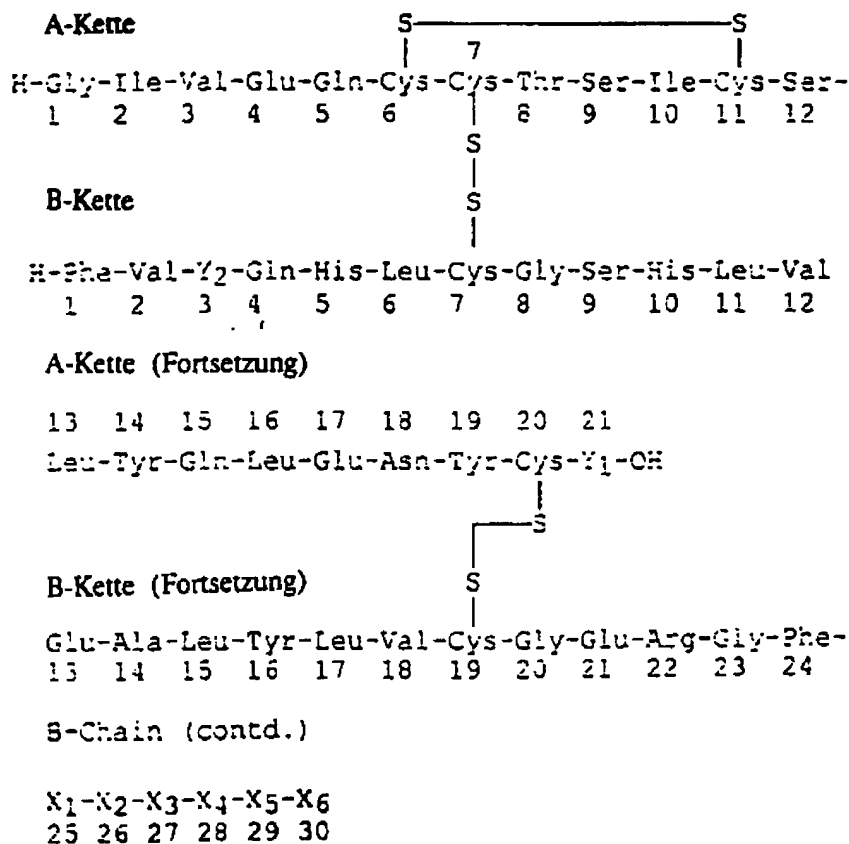 A-Kette
S S
7
H-Gly-Ile-Val-Glu-Gln-Cys-Cys-Thr-Ser-Ile-Cys-Ser-
1 2 3 4 5 6 8 9 10 11 12
S
S
B-Kette
H-Phe-Val-Y2-Gln-His-Leu-Cys-Gly-Ser-His-Leu-Val
1 2 3 4 5 6 7 8 9 10 11 12
A-Kette (Fortsetzung)
13 14 15 16 17 18 19 20 21
Leu-Tyr-Gln-Leu-Glu-Asn-Tyr-Cys-Y1-OH
S
S
B-Kette (Fortsetzung)
Glu-Ala-Leu-Tyr-Leu-Val-Cys-Gly-Glu-Arg-Gly-Phe-
13 14 15 16 17 18 19 20 21 22 23 24
B-Chain (contd.)
X1-X2-X3-X4-X5-X6
25 26 27 28 29 30